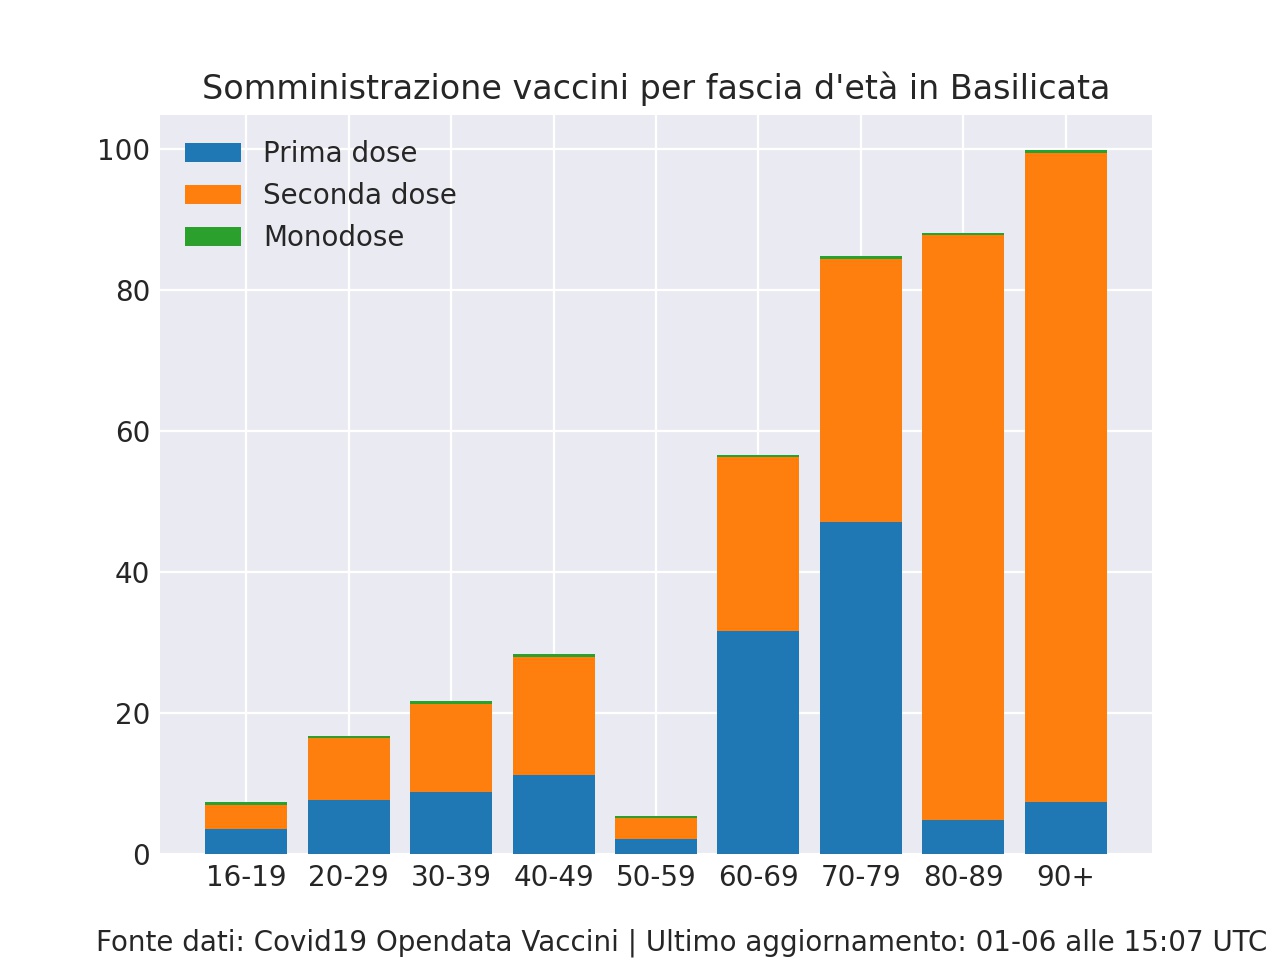 Somministrazione vaccini per fascia d'età in Basilicata
100
80
60
40
20
0
Prima dose
Seconda dose
Monodose
16-19 20-29 30-39 40-49 50-59 60-69 70-79 80-89 90+
Fonte dati: Covid19 Opendata Vaccini | Ultimo aggiornamento: 01-06 alle 15:07 UTC